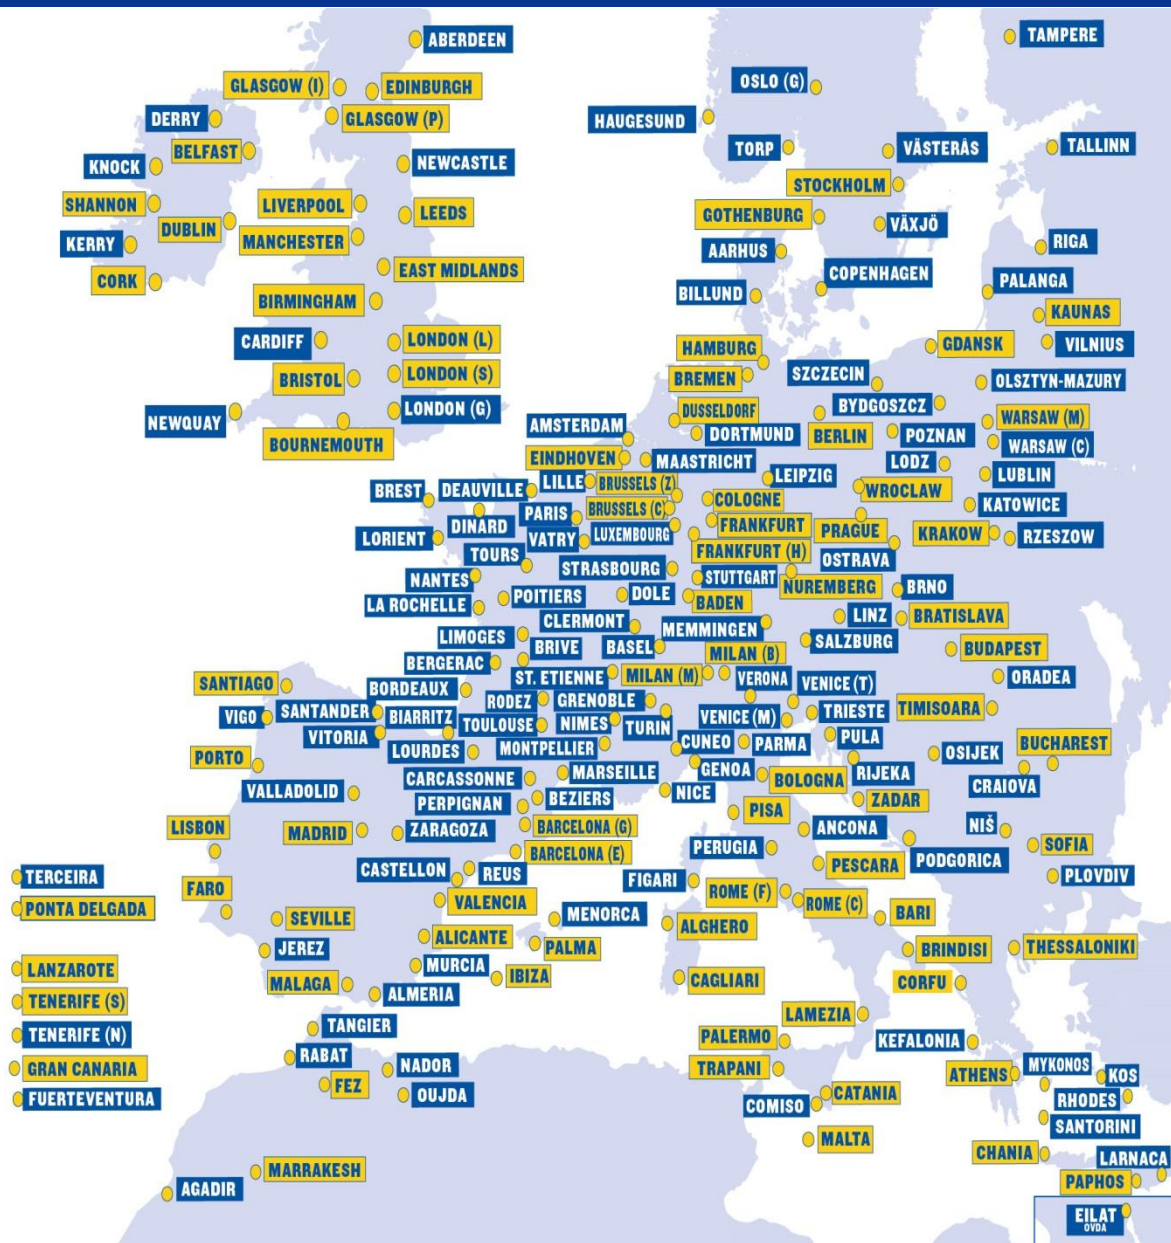 ABERDEEN
TAMPERE
GLASGOW (I)
EDINBURGH
OSLO (G)
DERRY
GLASGOW (P)
HAUGESUND
BELFAST
NEWCASTLE
TORP
VÄSTERÅS
TALLINN
KNOCK
STOCKHOLM
SHANNON
LIVERPOOL
LEEDS
GOTHENBURG
DUBLIN
VÄXJÖ
KERRY
MANCHESTER
AARHUS
RIGA
CORK
EAST MIDLANDS
COPENHAGEN
PALANGA
BILLUND
BIRMINGHAM
KAUNAS
CARDIFF
LONDON (L)
HAMBURG
GDANSK
VILNIUS
BRISTOL
LONDON (S)
BREMEN
SZCZECIN
OLSZTYN-MAZURY
NEWQUAY
LONDON (G)
DUSSELDORF
BYDGOSZCZ
WARSAW (M)
BOURNEMOUTH
AMSTERDAM
DORTMUND
BERLIN
POZNAN
WARSAW (C)
EINDHOVEN
MAASTRICHT
LODZ
LUBLIN
BREST
DEAUVILLE
LILLE
BRUSSELS (Z)
LEIPZIG
WROCLAW
KATOWICE
COLOGNE
DINARD
PARIS
BRUSSELS (C)
FRANKFURT
PRAGUE
KRAKOW
RZESZOW
LORIENT
VATRY
LUXEMBOURG
TOURS
FRANKFURT (H)
OSTRAVA
STRASBOURG
STUTTGART
NANTES
NUREMBERG
BRNO
LA ROCHELLE
POITIERS
DOLE
BADEN
LINZ
BRATISLAVA
CLERMONT
MEMMINGEN
LIMOGES
BRIVE
BASEL
SALZBURG
BUDAPEST
BERGERAC
MILAN (B)
ST. ETIENNE
MILAN (M)
VERONA
VENICE (T)
ORADEA
SANTIAGO
BORDEAUX
RODEZ
GRENOBLE
TIMISOARA
VIGO
SANTANDER
BIARRITZ
TOULOUSE
NIMES
TURIN
VENICE (M)
TRIESTE
VITORIA
LOURDES
MONTPELLIER
CUNEO
PARMA
PULA
BUCHAREST
PORTO
GENOA
OSIJEK
CARCASSONNE
MARSEILLE
BOLOGNA
RIJEKA
CRAIOVA
VALLADOLID
PERPIGNAN
BEZIERS
NICE
ZADAR
PISA
LISBON
MADRID
ZARAGOZA
BARCELONA (G)
ANCONA
NIŠ
PERUGIA
BARCELONA (E)
PODGORICA
SOFIA
CASTELLON
REUS
PESCARA
TERCEIRA
FARO
FIGARI
ROME (F)
PLOVDIV
PONTA DELGADA
VALENCIA
ROME (C)
SEVILLE
MENORCA
BARI
ALGHERO
JEREZ
ALICANTE
PALMA
BRINDISI
THESSALONIKI
LANZAROTE
MURCIA
MALAGA
IBIZA
CAGLIARI
CORFU
TENERIFE (S)
ALMERIA
LAMEZIA
TENERIFE (N)
TANGIER
PALERMO
KEFALONIA
RABAT
GRAN CANARIA
NADOR
TRAPANI
ATHENS
MYKONOS
KOS
FEZ
FUERTEVENTURA
OUJDA
CATANIA
RHODES
COMISO
SANTORINI
MALTA
CHANIA
LARNACA
MARRAKESH
PAPHOS
AGADIR
EILAT
OVDA